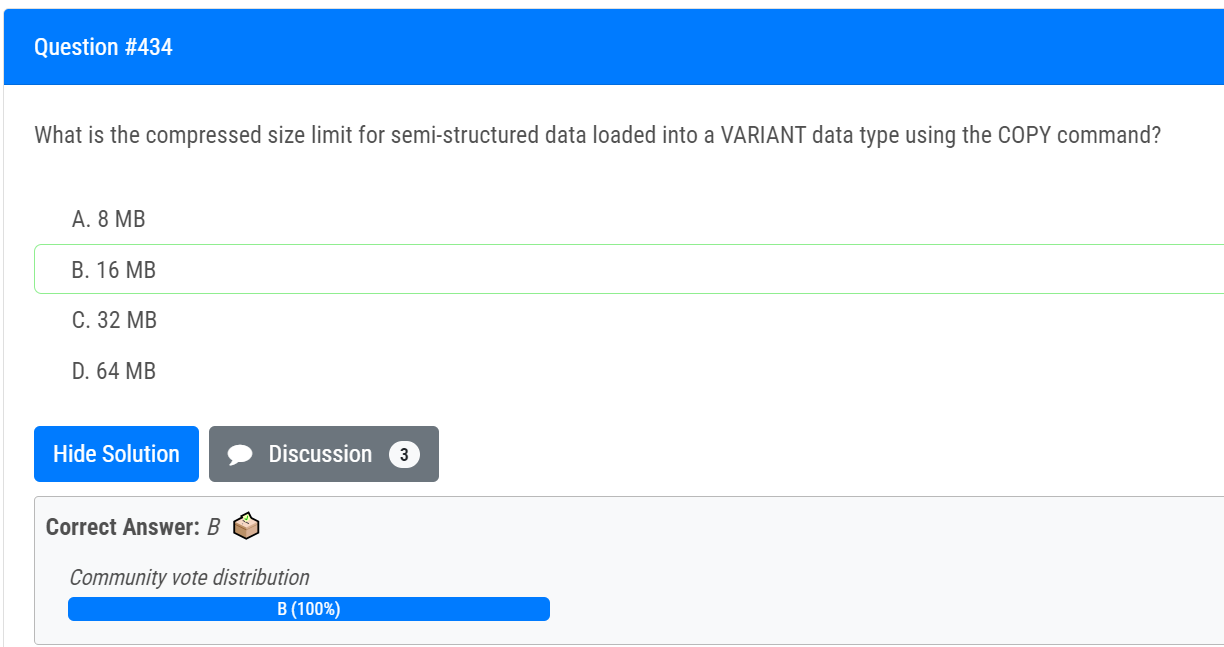 Question #434
What is the compressed size limit for semi-structured data loaded into a VARIANT data type using the COPY command?
A. 8 MB
B. 16 MB
C. 32 MB
D. 64 MB
Hide Solution
Discussion 3
Correct Answer: B
Community vote distribution
B (100%)